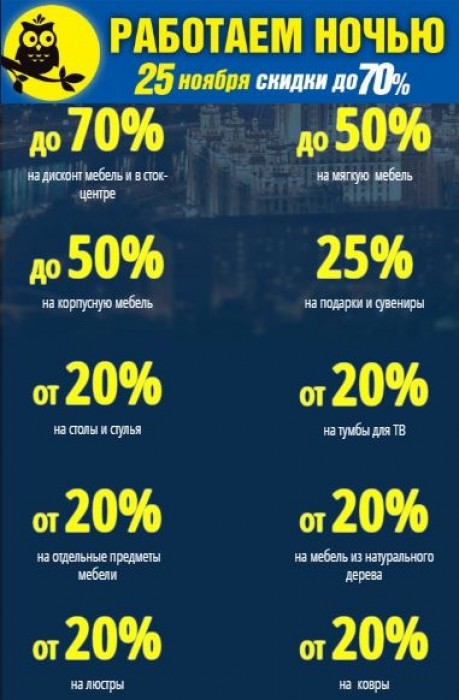 РАБОТАЕМ НОЧЬЮ
25 ноября скидки до 70%
до 70%
на дисконт мебель и в сток-
центре
до 50%
на мягкую мебель
до 50%
на корпусную мебель
25%
на подарки и сувениры
от 20%
на столы и стулья
от 20%
на тумбы для ТВ
от 20%
на отдельные предметы
мебели
от 20%
на мебель из натурального
дерева
от 20%
на люстры
от 20%
на ковры